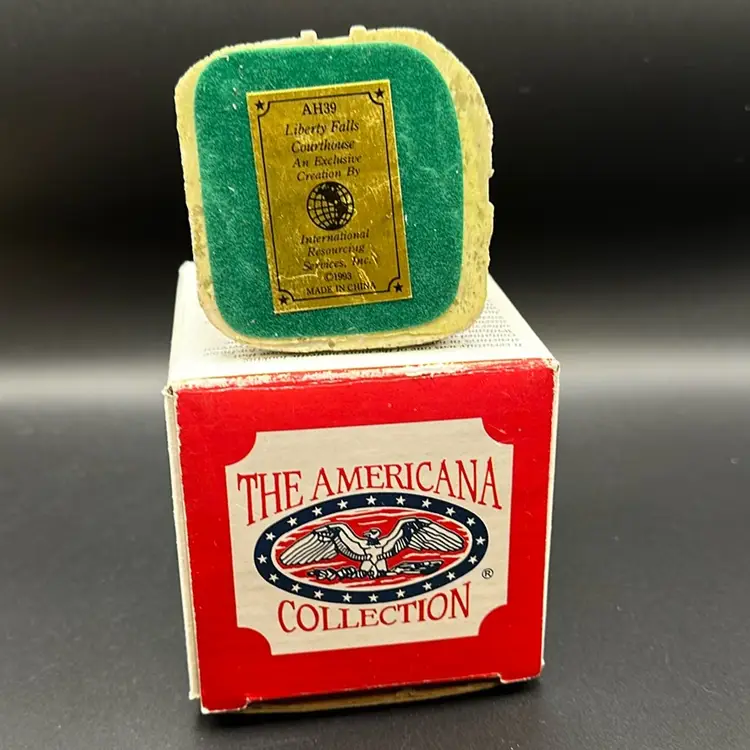 AH39
Liberty Falls
Courthouse
An Exclusive
Creation By
International
Resourcing
Services, Inc.
©1993
MADE IN CHINA
THE AMERICANA
COLLECTION
®